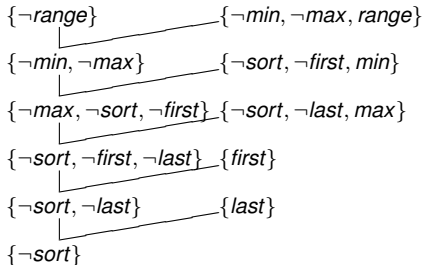 {¬range} {¬min, ¬max, range}
{¬min, ¬max} {¬sort, ¬first, min}
{¬max, ¬sort, ¬first} {¬sort, ¬last, max}
{¬sort, ¬first, ¬last} {first}
{¬sort, ¬last} {last}
{¬sort}